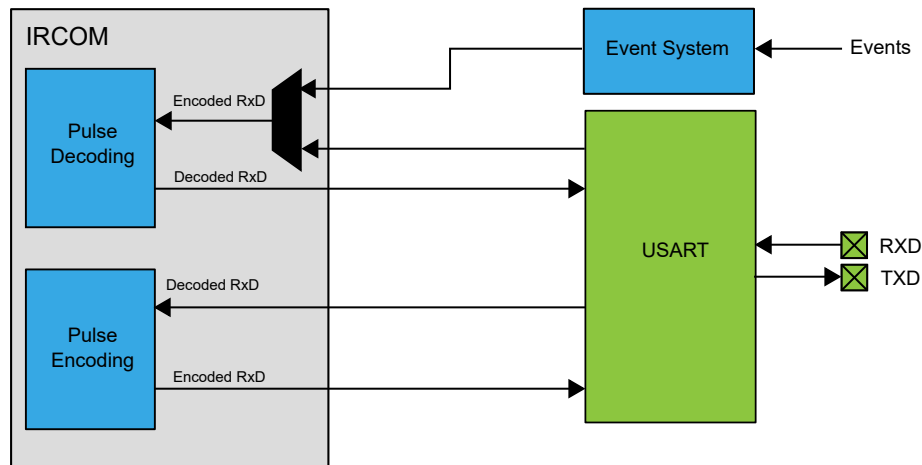 IRCOM
Event System
Events
Encoded RxD
Pulse
Decoding
Decoded RxD
USART
RXD
TXD
Decoded RxD
Pulse
Encoding
Encoded RxD